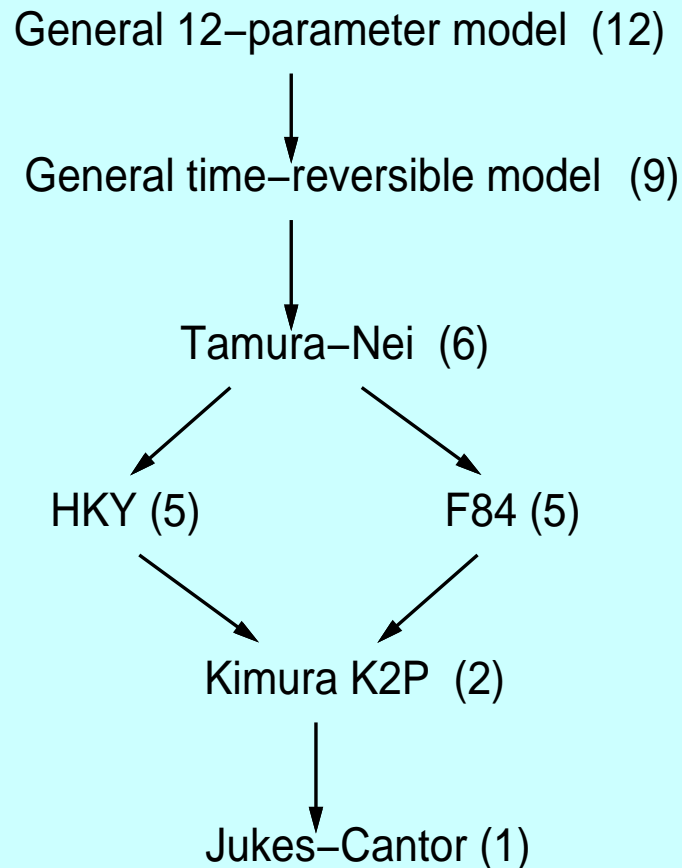 General 12–parameter model (12)
General time–reversible model (9)
Tamura–Nei (6)
HKY (5) F84 (5)
Kimura K2P (2)
Jukes–Cantor (1)